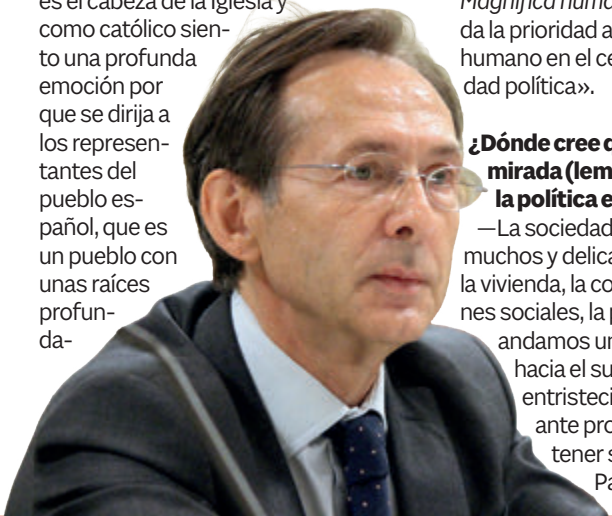 es el cabeza de la Iglesia y
como católico sien-
to una profunda
emoción por
que se dirija a
los represen-
tantes del
pueblo es-
pañol, que es
un pueblo con
unas raíces
profun-
da-
da la prioridad a
humano en el ce
dad política».
¿Dónde cree
mirada (lem
la política e
—La sociedad
muchos y delica
la vivienda, la co
nes sociales, la p
andamos un
hacia el su
entristeci
ante pro
tener s
Pa